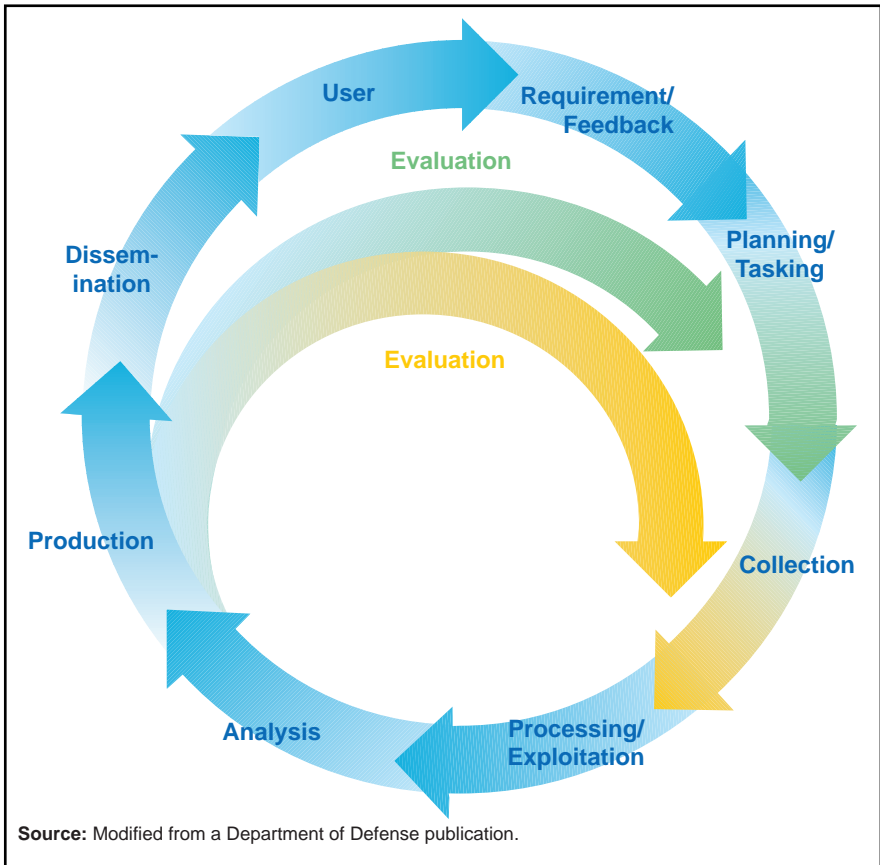 User
Requirement/
Feedback
Evaluation
Planning/
Tasking
Dissem-
ination
Evaluation
Production
Collection
Analysis
Processing/
Exploitation
Source: Modified from a Department of Defense publication.